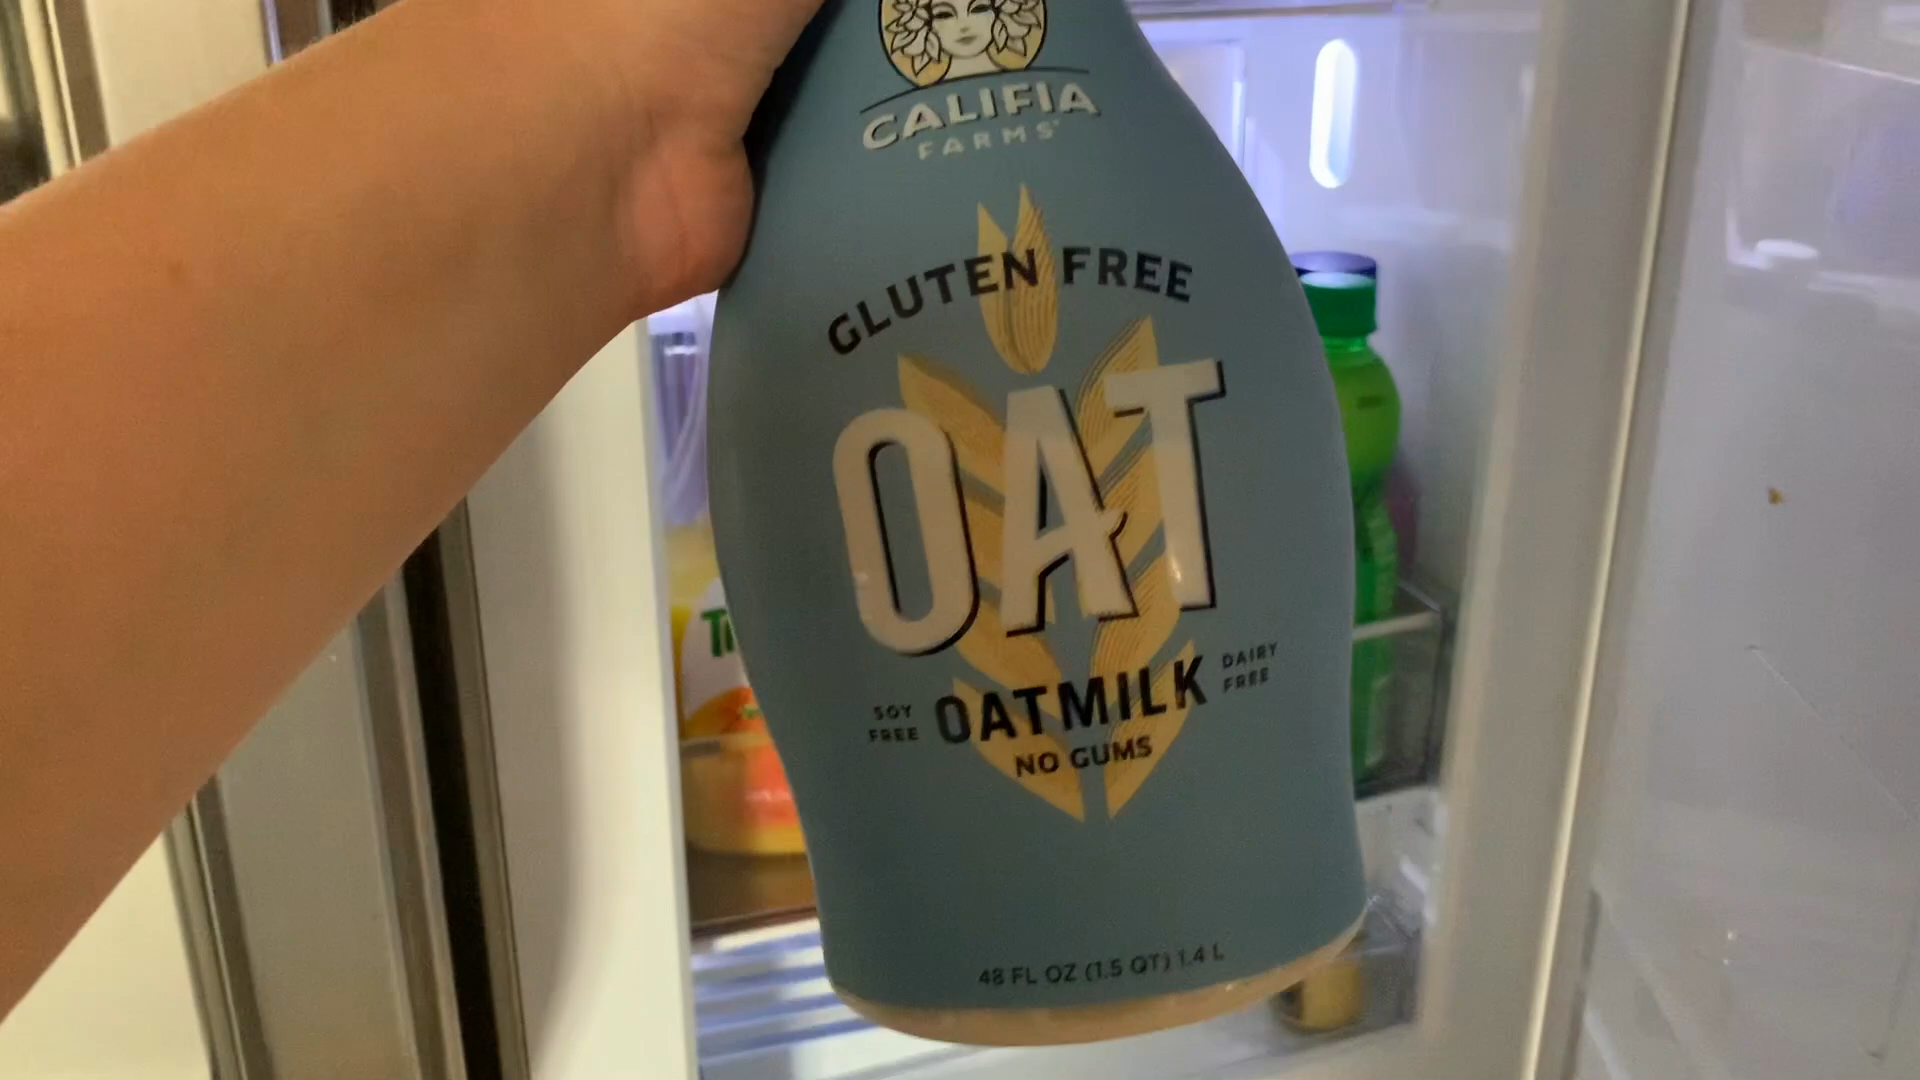 CALIFIA
FARMS
GLUTEN FREE
OAT
SOY
FREE
OATMILK
DAIRY
FREE
NO GUMS
48 FL OZ (1.5 QT) 1.4 L